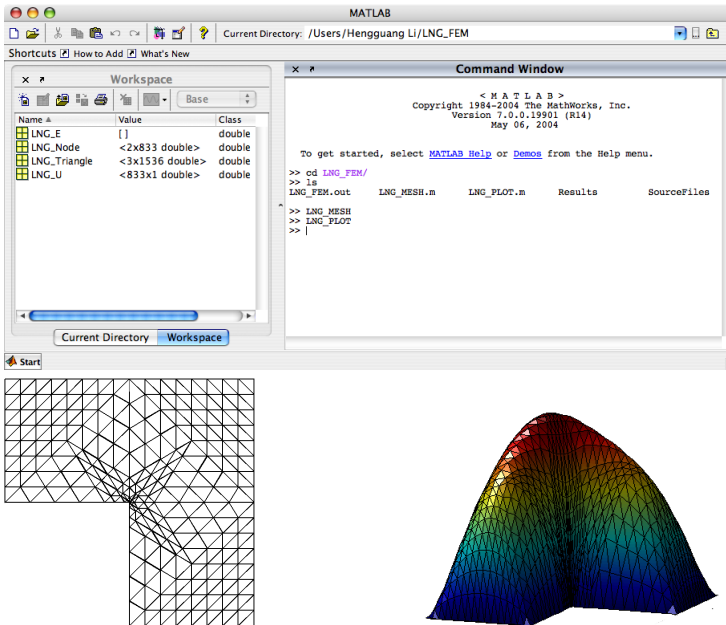 MATLAB
Current Directory: /Users/Hengguang Li/LNG_FEM
Shortcuts How to Add What's New
Workspace
Base
Name Value Class
LNG_E [ ] double
LNG_Node <2x833 double> double
LNG_Triangle <3x1536 double> double
LNG_U <833x1 double> double
Current Directory Workspace
Command Window
< M A T L A B >
Copyright 1984-2004 The MathWorks, Inc.
Version 7.0.0.19901 (R14)
May 06, 2004
To get started, select MATLAB Help or Demos from the Help menu.
>> cd LNG_FEM/
>> ls
LNG_FEM.out LNG_MESH.m LNG_PLOT.m Results SourceFiles
>> LNG_MESH
>> LNG_PLOT
>>
Start